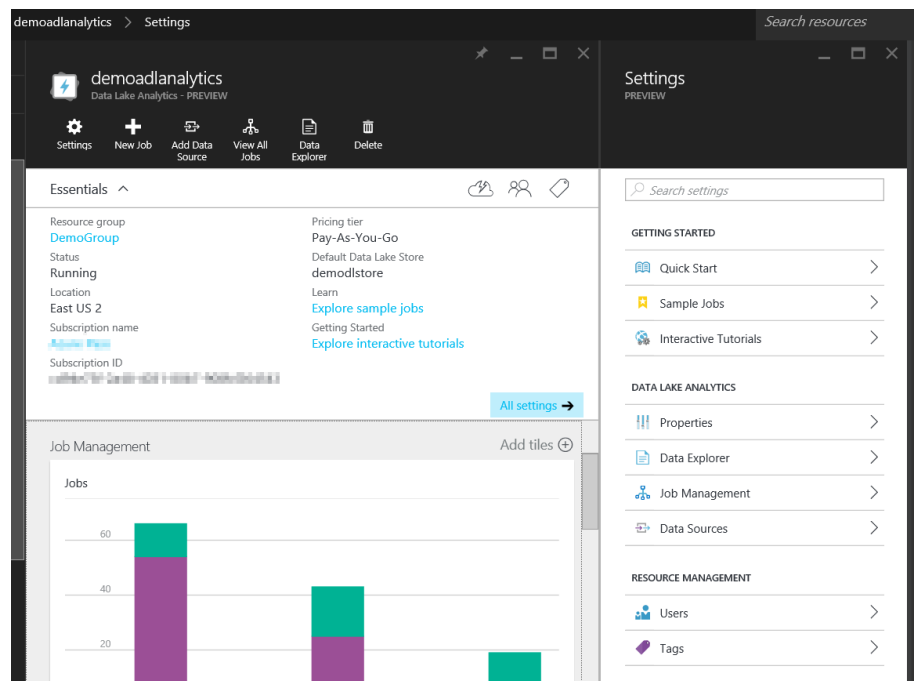 demoadlanalytics > Settings
Search resources
demoadlanalytics
Data Lake Analytics - PREVIEW
Settings
New Job
Add Data Source
View All Jobs
Data Explorer
Delete
Essentials
Resource group
DemoGroup
Status
Running
Location
East US 2
Subscription name
Subscription ID
Pricing tier
Pay-As-You-Go
Default Data Lake Store
demodlstore
Learn
Explore sample jobs
Getting Started
Explore interactive tutorials
All settings
Job Management
Add tiles
Jobs
60
40
20
Settings
PREVIEW
Search settings
GETTING STARTED
Quick Start
Sample Jobs
Interactive Tutorials
DATA LAKE ANALYTICS
Properties
Data Explorer
Job Management
Data Sources
RESOURCE MANAGEMENT
Users
Tags